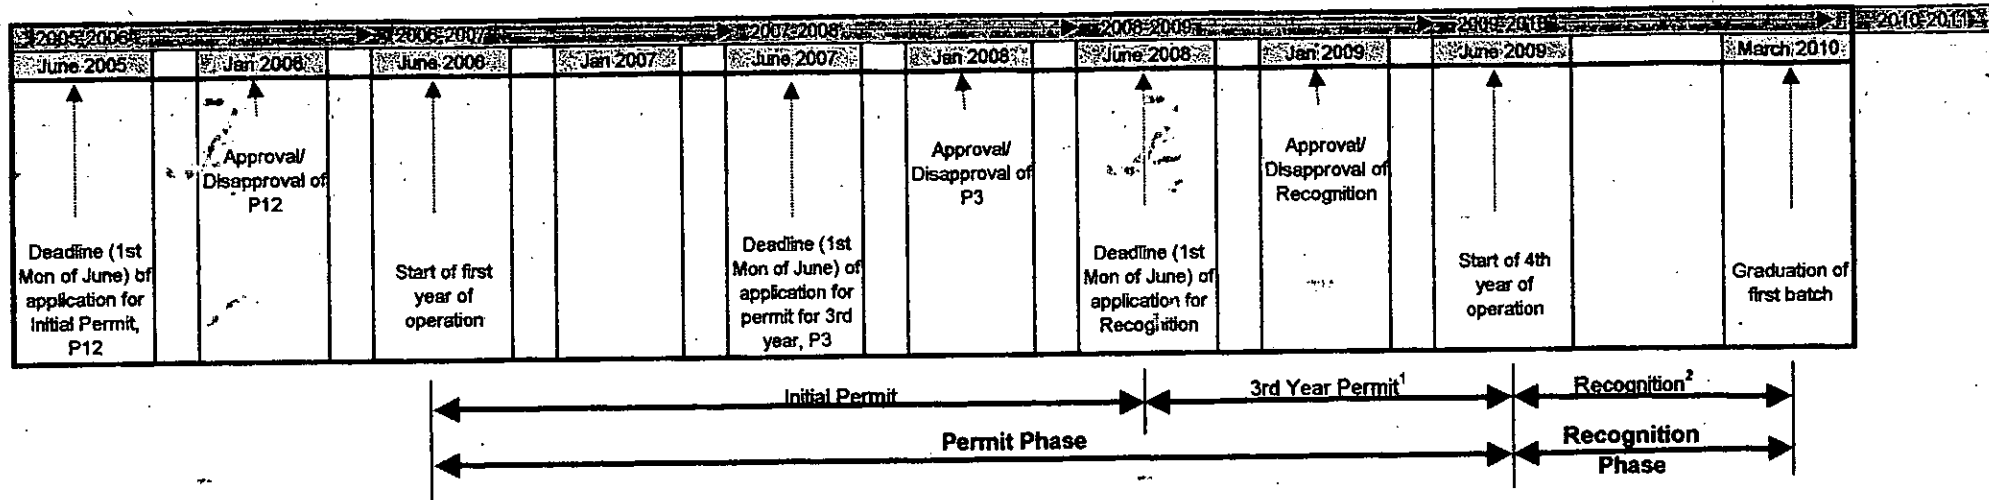 2005-2006 2006-2007 2007-2008 2008-2009 2009-2010 2010-2011
June 2005 Jan 2006 June 2006 Jan 2007 June 2007 Jan 2008 June 2008 Jan 2009 June 2009 March 2010
Deadline (1st
Mon of June) of
application for
Initial Permit,
P12
Approval/
Disapproval of
P12
Start of first
year of
operation
Deadline (1st
Mon of June) of
application for
permit for 3rd
year, P3
Approval/
Disapproval of
P3
Deadline (1st
Mon of June) of
application for
Recognition
Approval/
Disapproval of
Recognition
Start of 4th
year of
operation
Graduation of
first batch
Initial Permit 3rd Year Permit¹ Recognition²
Permit Phase Recognition
Phase